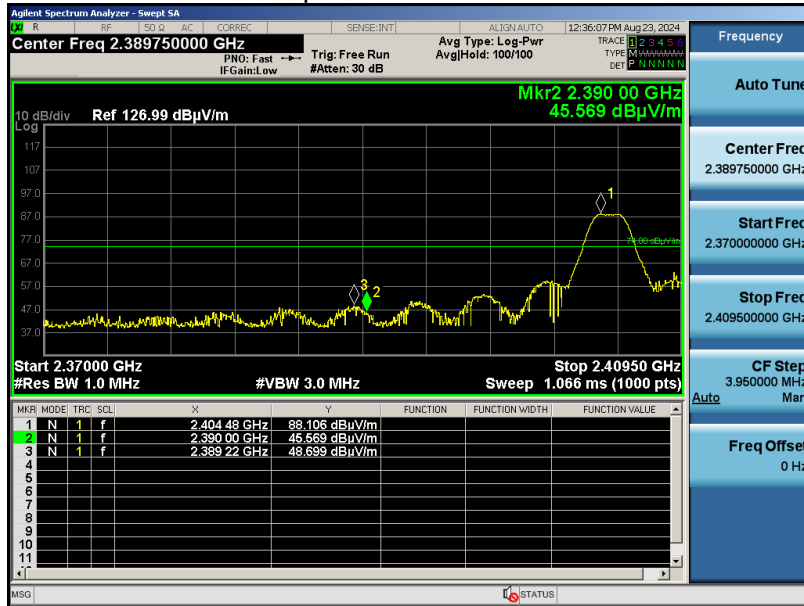 Agilent Spectrum Analyzer - Swept SA
LXI R RF 50 Ω AC CORREC SENSE:INT ALIGN AUTO 12:36:07 PM Aug 23, 2024
Center Freq 2.389750000 GHz
PNO: Fast
IFGain:Low
Trig: Free Run
#Atten: 30 dB
Avg Type: Log-Pwr
Avg|Hold: 100/100
TRACE 1 2 3 4 5 6
TYPE M
DET P N N N N N
Mkr2 2.390 00 GHz
45.569 dBµV/m
10 dB/div
Log
Ref 126.99 dBµV/m
117
107
97.0
87.0
77.0
67.0
57.0
47.0
37.0
1
74.00 dBµV/m
3
2
Start 2.37000 GHz
Stop 2.40950 GHz
#Res BW 1.0 MHz
#VBW 3.0 MHz
Sweep 1.066 ms (1000 pts)
MKR MODE TRC SCL X Y FUNCTION FUNCTION WIDTH FUNCTION VALUE
1 N 1 f 2.404 48 GHz 88.106 dBµV/m
2 N 1 f 2.390 00 GHz 45.569 dBµV/m
3 N 1 f 2.389 22 GHz 48.699 dBµV/m
4
5
6
7
8
9
10
11
MSG
STATUS
Frequency
Auto Tune
Center Freq
2.389750000 GHz
Start Freq
2.370000000 GHz
Stop Freq
2.409500000 GHz
CF Step
3.950000 MHz
Auto Man
Freq Offset
0 Hz